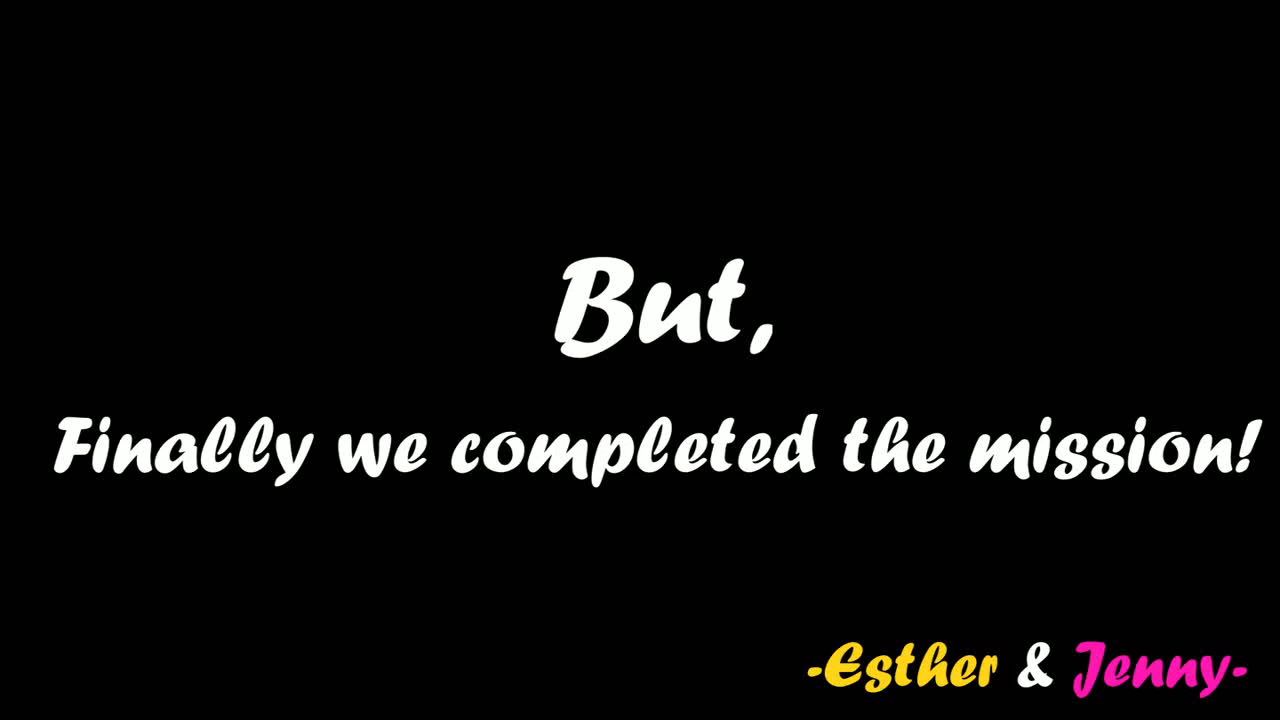 But,
Finally we completed the mission!
-Esther & Jenny-